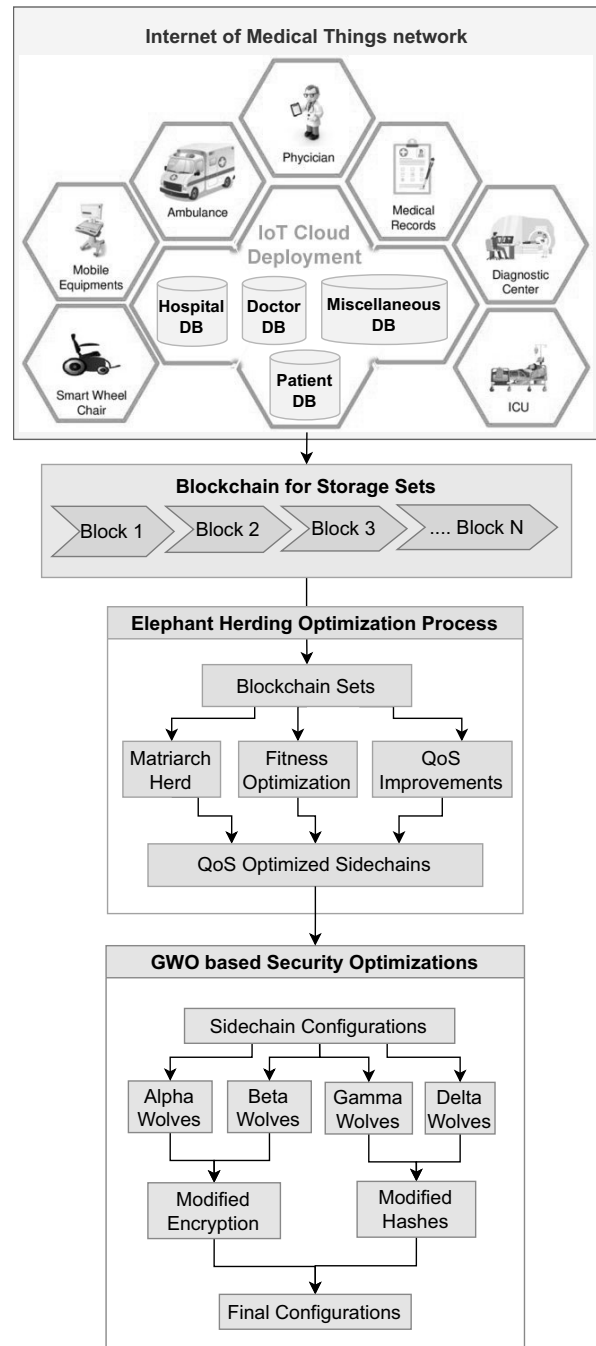 Internet of Medical Things network
Phycician
Ambulance
Medical
Records
Mobile
Equipments
Diagnostic
Center
IoT Cloud
Deployment
Hospital
DB
Doctor
DB
Miscellaneous
DB
Patient
DB
Smart Wheel
Chair
ICU
Blockchain for Storage Sets
Block 1
Block 2
Block 3
.... Block N
Elephant Herding Optimization Process
Blockchain Sets
Matriarch
Herd
Fitness
Optimization
QoS
Improvements
QoS Optimized Sidechains
GWO based Security Optimizations
Sidechain Configurations
Alpha
Wolves
Beta
Wolves
Gamma
Wolves
Delta
Wolves
Modified
Encryption
Modified
Hashes
Final Configurations